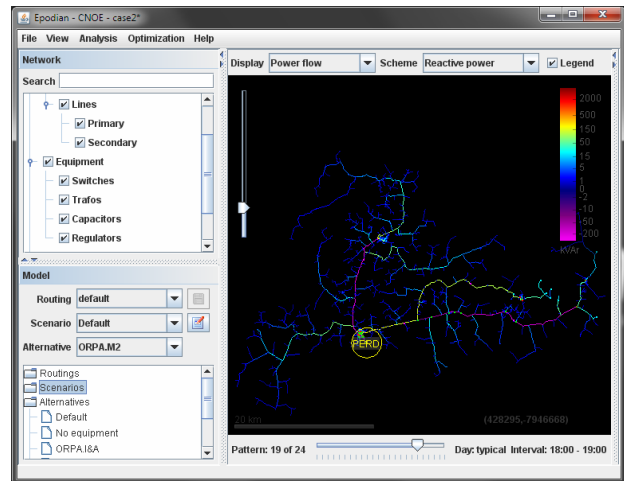 Epodian - CNOE - case2*
File View Analysis Optimization Help
Network
Search
Lines
Primary
Secondary
Equipment
Switches
Trafos
Capacitors
Regulators
Model
Routing default
Scenario Default
Alternative ORPA.M2
Routings
Scenarios
Alternatives
Default
No equipment
ORPA.I&A
Display Power flow Scheme Reactive power Legend
2000
500
150
50
15
5
1
0
-2
-10
-50
-200
kVAr
PERD
20 km
(428295,-7946668)
Pattern: 19 of 24 Day: typical Interval: 18:00 - 19:00